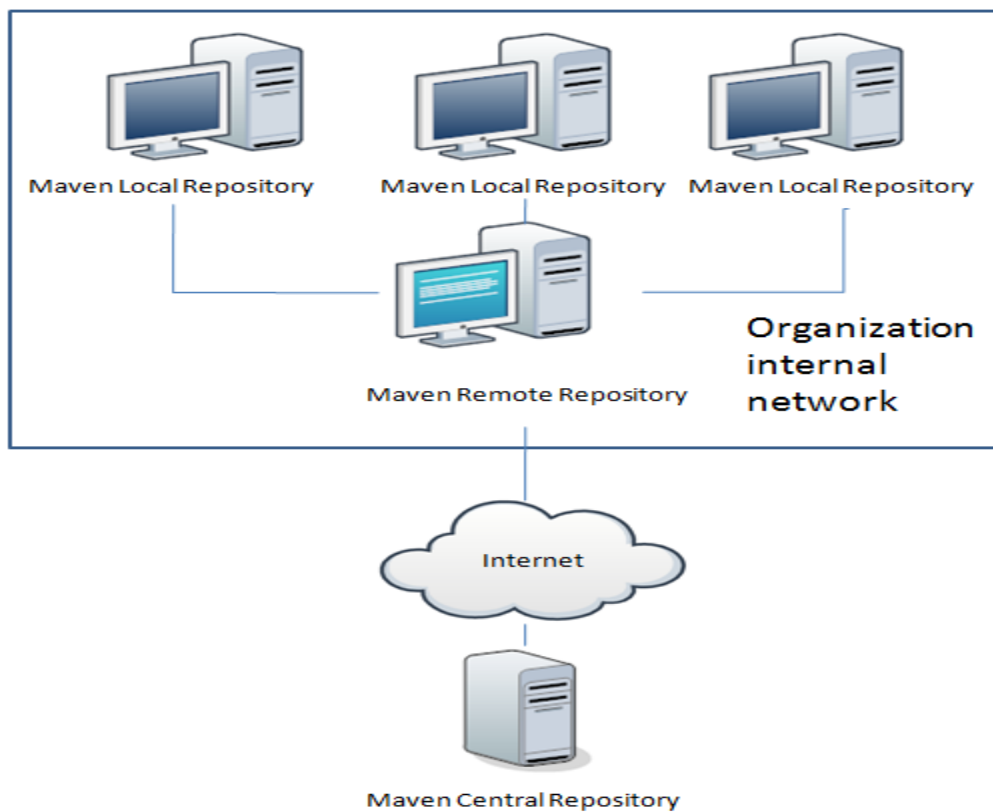 Maven Local Repository
Maven Local Repository
Maven Local Repository
Maven Remote Repository
Organization
internal
network
Internet
Maven Central Repository